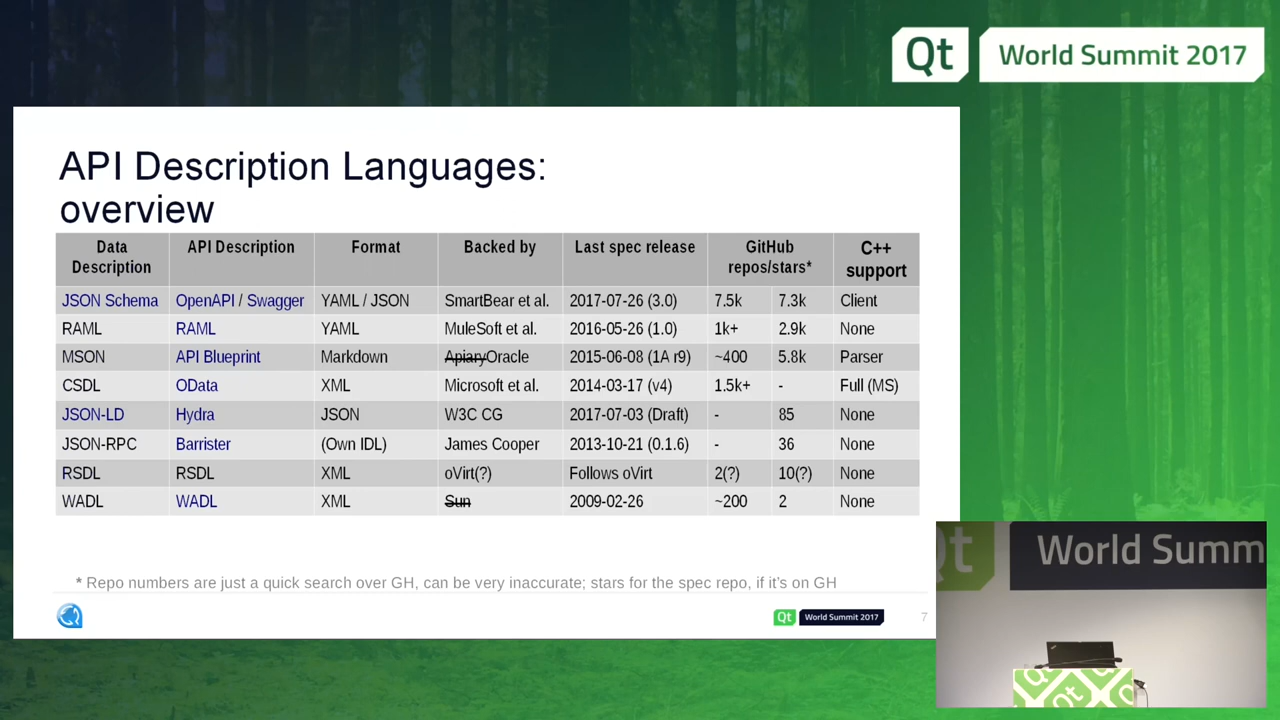 Qt World Summit 2017
API Description Languages:
overview
Data Description | API Description | Format | Backed by | Last spec release | GitHub repos/stars* | C++ support
JSON Schema | OpenAPI / Swagger | YAML / JSON | SmartBear et al. | 2017-07-26 (3.0) | 7.5k | 7.3k | Client
RAML | RAML | YAML | MuleSoft et al. | 2016-05-26 (1.0) | 1k+ | 2.9k | None
MSON | API Blueprint | Markdown | ApiaryOracle | 2015-06-08 (1A r9) | ~400 | 5.8k | Parser
CSDL | OData | XML | Microsoft et al. | 2014-03-17 (v4) | 1.5k+ | - | Full (MS)
JSON-LD | Hydra | JSON | W3C CG | 2017-07-03 (Draft) | - | 85 | None
JSON-RPC | Barrister | (Own IDL) | James Cooper | 2013-10-21 (0.1.6) | - | 36 | None
RSDL | RSDL | XML | oVirt(?) | Follows oVirt | 2(?) | 10(?) | None
WADL | WADL | XML | Sun | 2009-02-26 | ~200 | 2 | None
* Repo numbers are just a quick search over GH, can be very inaccurate; stars for the spec repo, if it's on GH
Qt World Summit 2017 7
Qt World Summ
Qt Qt Qt